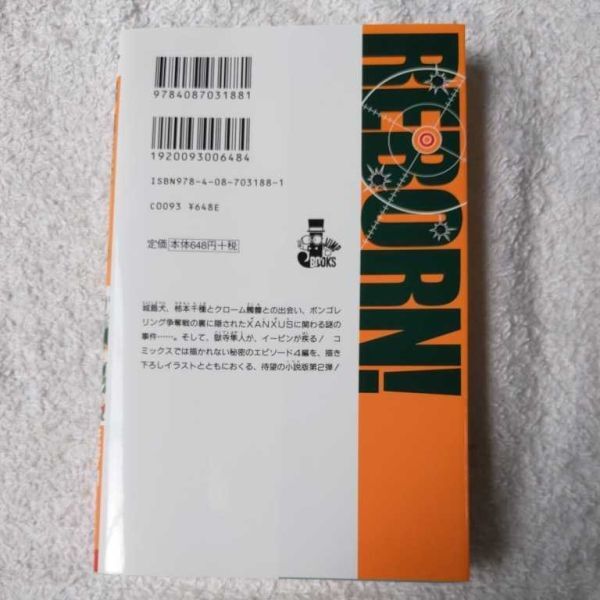 REBORN!
9784087031881
1920093006484
ISBN978-4-08-703188-1
C0093 ¥648E
定価 本体648円+税
JUMP
J BOOKS
城島犬、柿本千種とクローム髑髏との出会い、ボンゴレ
リング争奪戦の裏に隠されたXANXUSに関わる謎の
事件……。そして、獄寺隼人が、イーピンが疾る! コ
ミックスでは描かれない秘密のエピソード4編を、描き
下ろしイラストとともにおくる、待望の小説版第2弾!